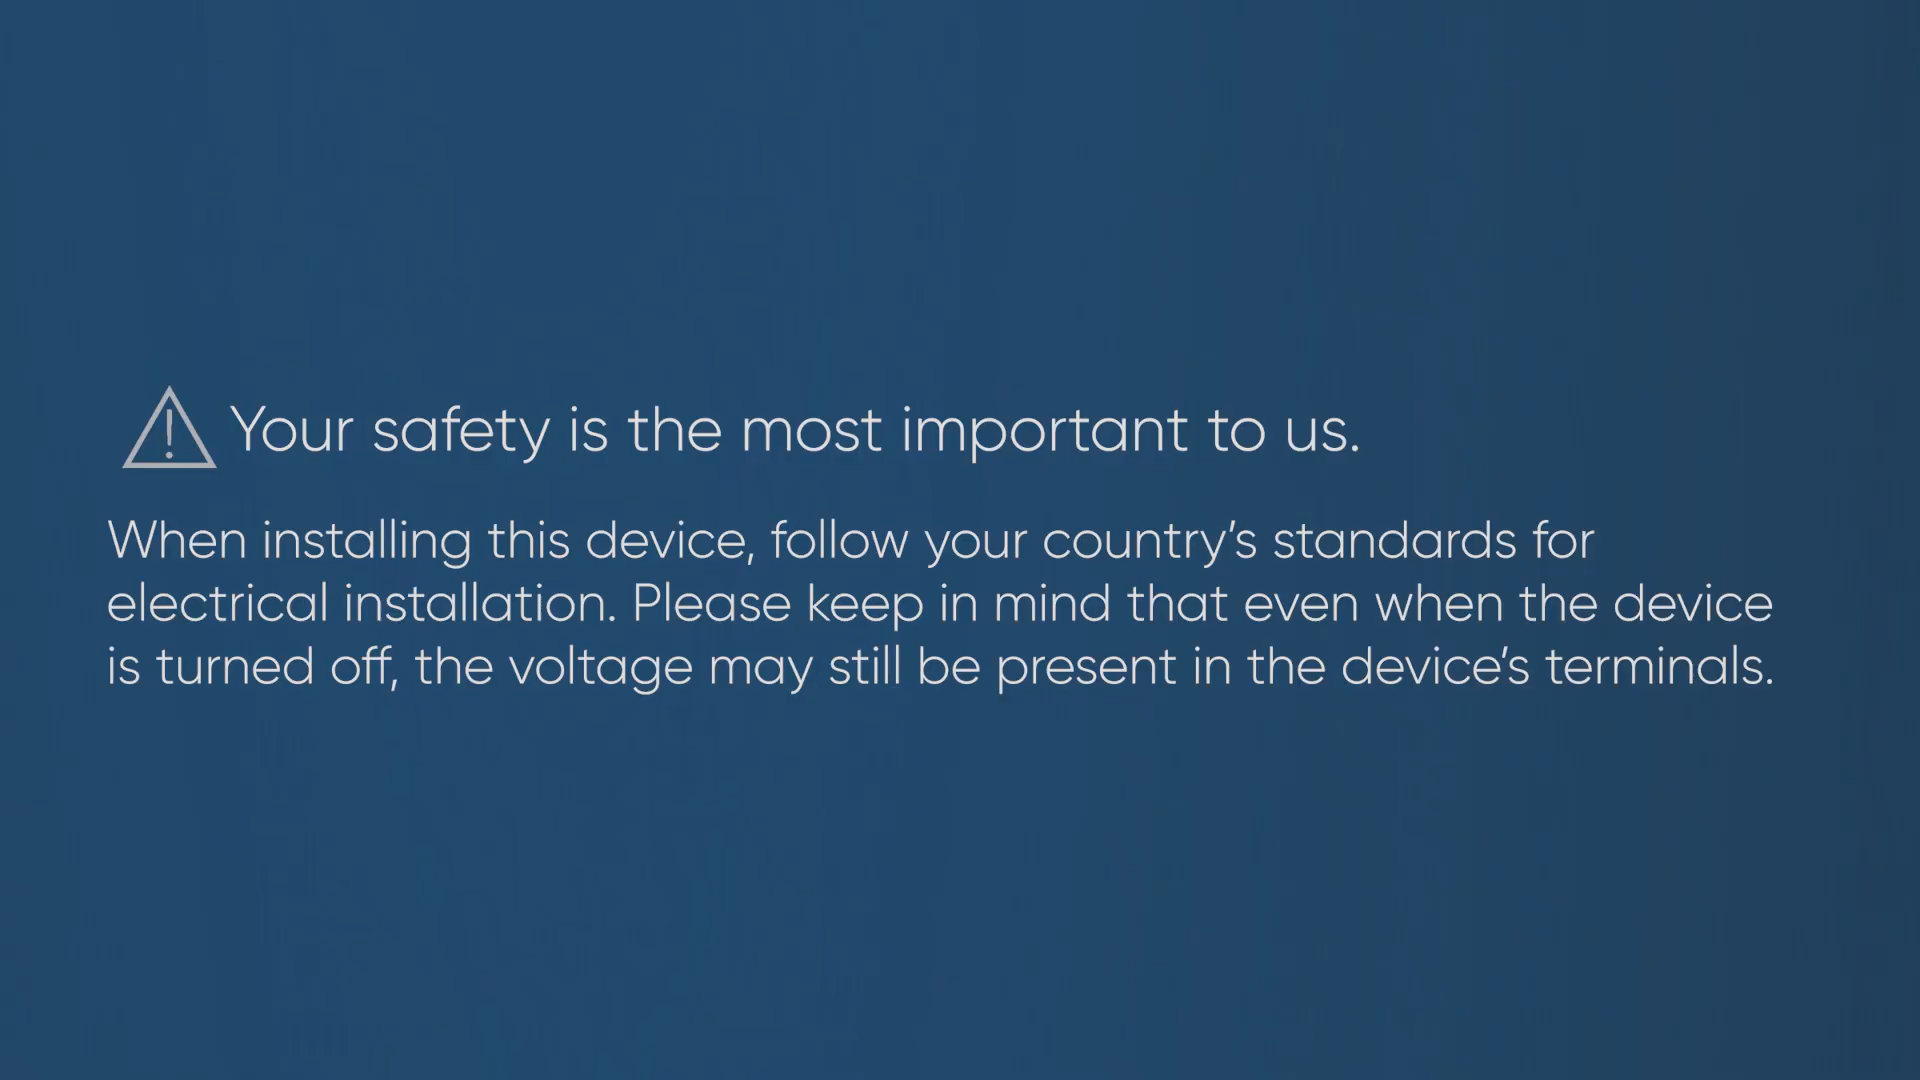 Your safety is the most important to us.
When installing this device, follow your country’s standards for
electrical installation. Please keep in mind that even when the device
is turned off, the voltage may still be present in the device’s terminals.